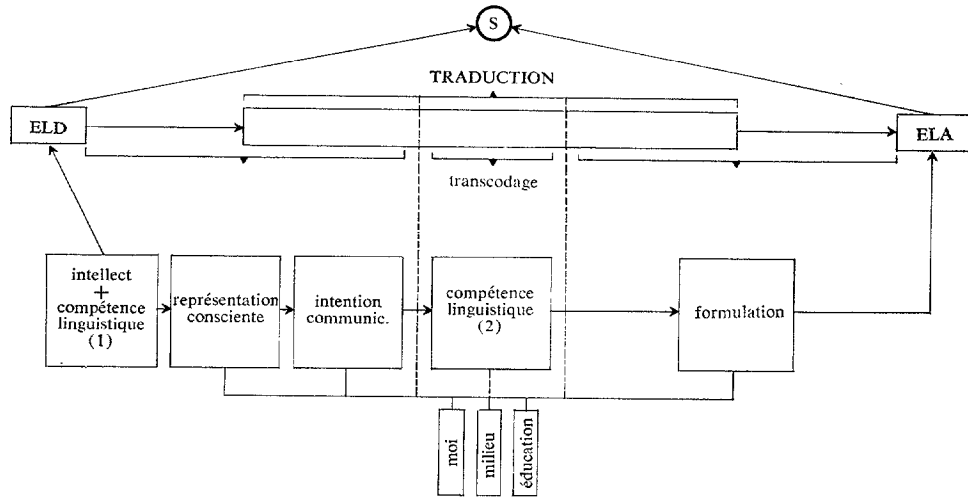 S
TRADUCTION
ELD
ELA
transcodage
intellect
+
compétence
linguistique
(1)
représentation
consciente
intention
communic.
compétence
linguistique
(2)
formulation
moi
milieu
éducation